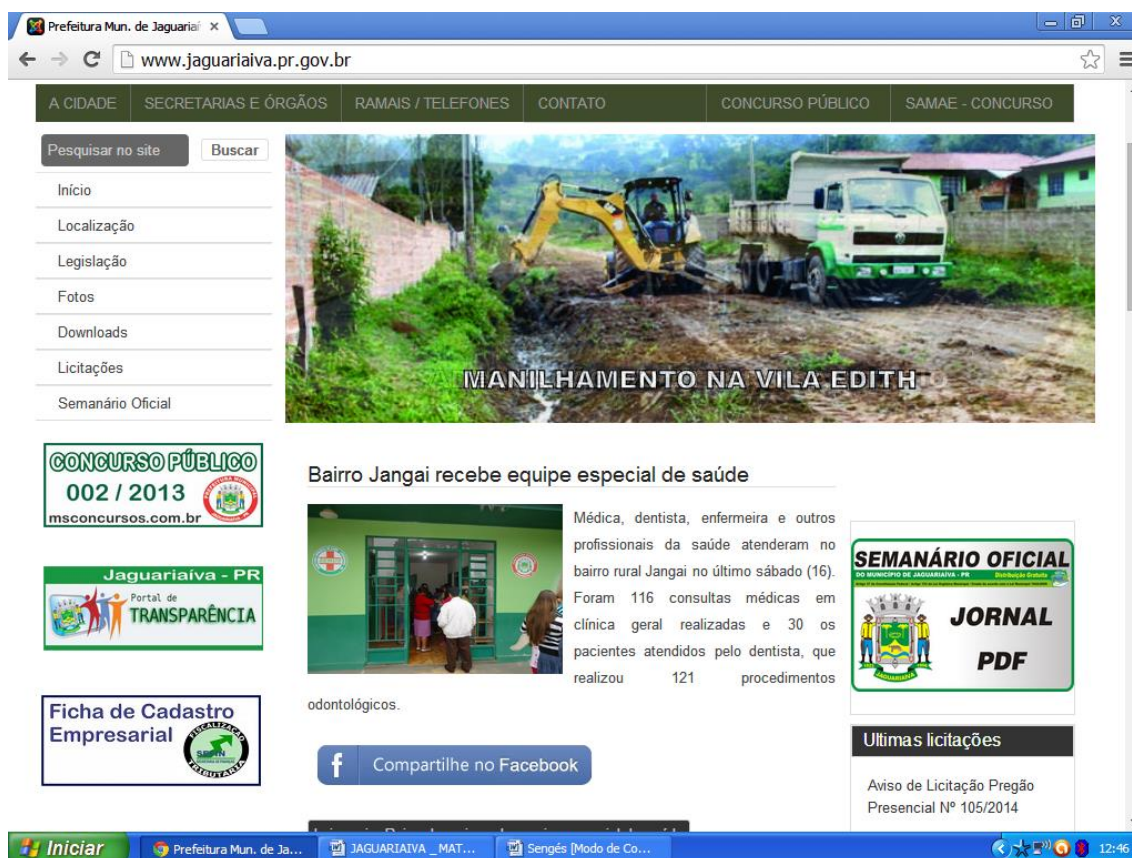 Prefeitura Mun. de Jaguariaí
www.jaguariaiva.pr.gov.br
A CIDADE
SECRETARIAS E ÓRGÃOS
RAMAIS / TELEFONES
CONTATO
CONCURSO PÚBLICO
SAMAE - CONCURSO
Pesquisar no site
Buscar
Início
Localização
Legislação
Fotos
Downloads
Licitações
Semanário Oficial
MANILHAMENTO NA VILA EDITH
CONCURSO PÚBLICO
002 / 2013
msconcursos.com.br
Jaguariaíva - PR
Portal de
TRANSPARÊNCIA
Ficha de Cadastro
Empresarial
FISCALIZAÇÃO
TRIBUTÁRIA
Bairro Jangai recebe equipe especial de saúde
Médica, dentista, enfermeira e outros
profissionais da saúde atenderam no
bairro rural Jangai no último sábado (16).
Foram 116 consultas médicas em
clínica geral realizadas e 30 os
pacientes atendidos pelo dentista, que
realizou 121 procedimentos
odontológicos.
f Compartilhe no Facebook
SEMANÁRIO OFICIAL
DO MUNICÍPIO DE JAGUARIAÍVA - PR
Distribuição Gratuita
JORNAL
PDF
JAGUARIAIVA
Ultimas licitações
Aviso de Licitação Pregão
Presencial Nº 105/2014
Iniciar
Prefeitura Mun. de Ja...
JAGUARIAIVA _MAT...
Sengés [Modo de Co...
12:46